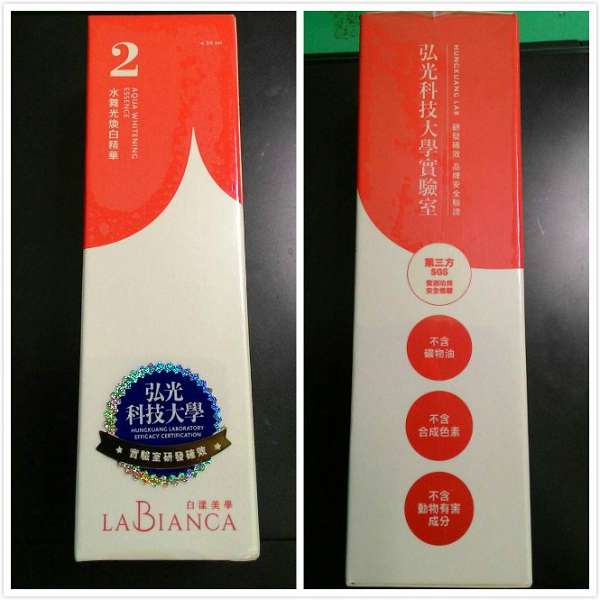 2
AQUA WHITENING
ESSENCE
水舞光煥白精華
弘光
科技大學
HUNGKUANG LABORATORY
EFFICACY CERTIFICATION
★ 實驗室研發確效 ★
白漾美學
LABIANCA
HUNGKUANG LAB
研發確效 品牌安全驗證
弘光科技大學實驗室
第三方
SGS
安全檢驗
不含
礦物油
不含
合成色素
不含
動物有害
成分